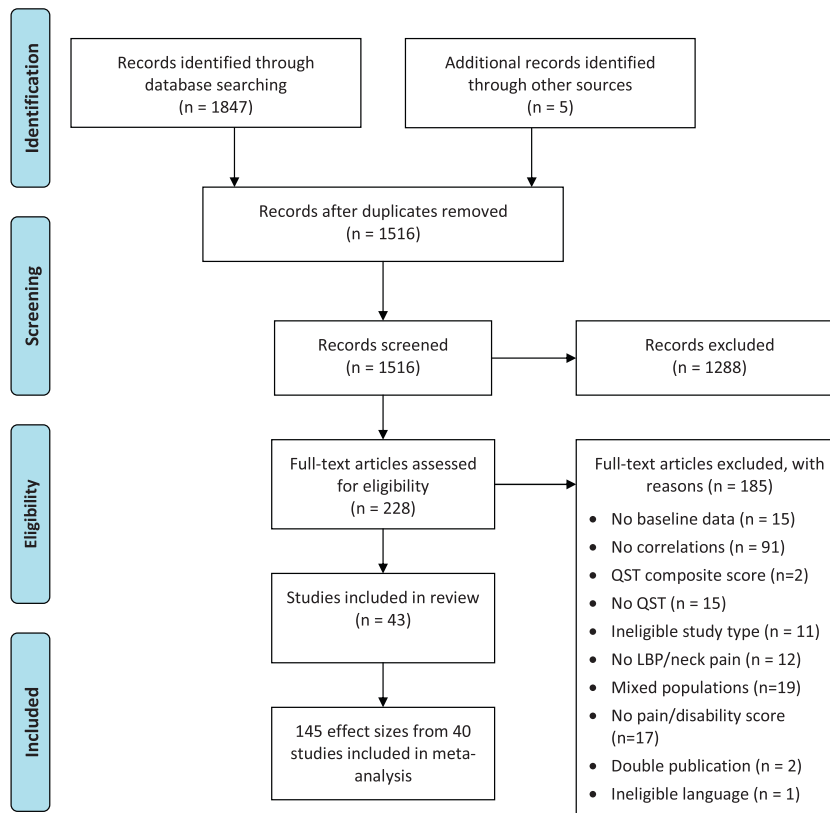 Identification
Records identified through
database searching
(n = 1847)
Additional records identified
through other sources
(n = 5)
Records after duplicates removed
(n = 1516)
Screening
Records screened
(n = 1516)
Records excluded
(n = 1288)
Eligibility
Full-text articles assessed
for eligibility
(n = 228)
Full-text articles excluded, with
reasons (n = 185)
• No baseline data (n = 15)
• No correlations (n = 91)
• QST composite score (n=2)
• No QST (n = 15)
• Ineligible study type (n = 11)
• No LBP/neck pain (n = 12)
• Mixed populations (n=19)
• No pain/disability score
(n=17)
• Double publication (n = 2)
• Ineligible language (n = 1)
Studies included in review
(n = 43)
Included
145 effect sizes from 40
studies included in meta-
analysis